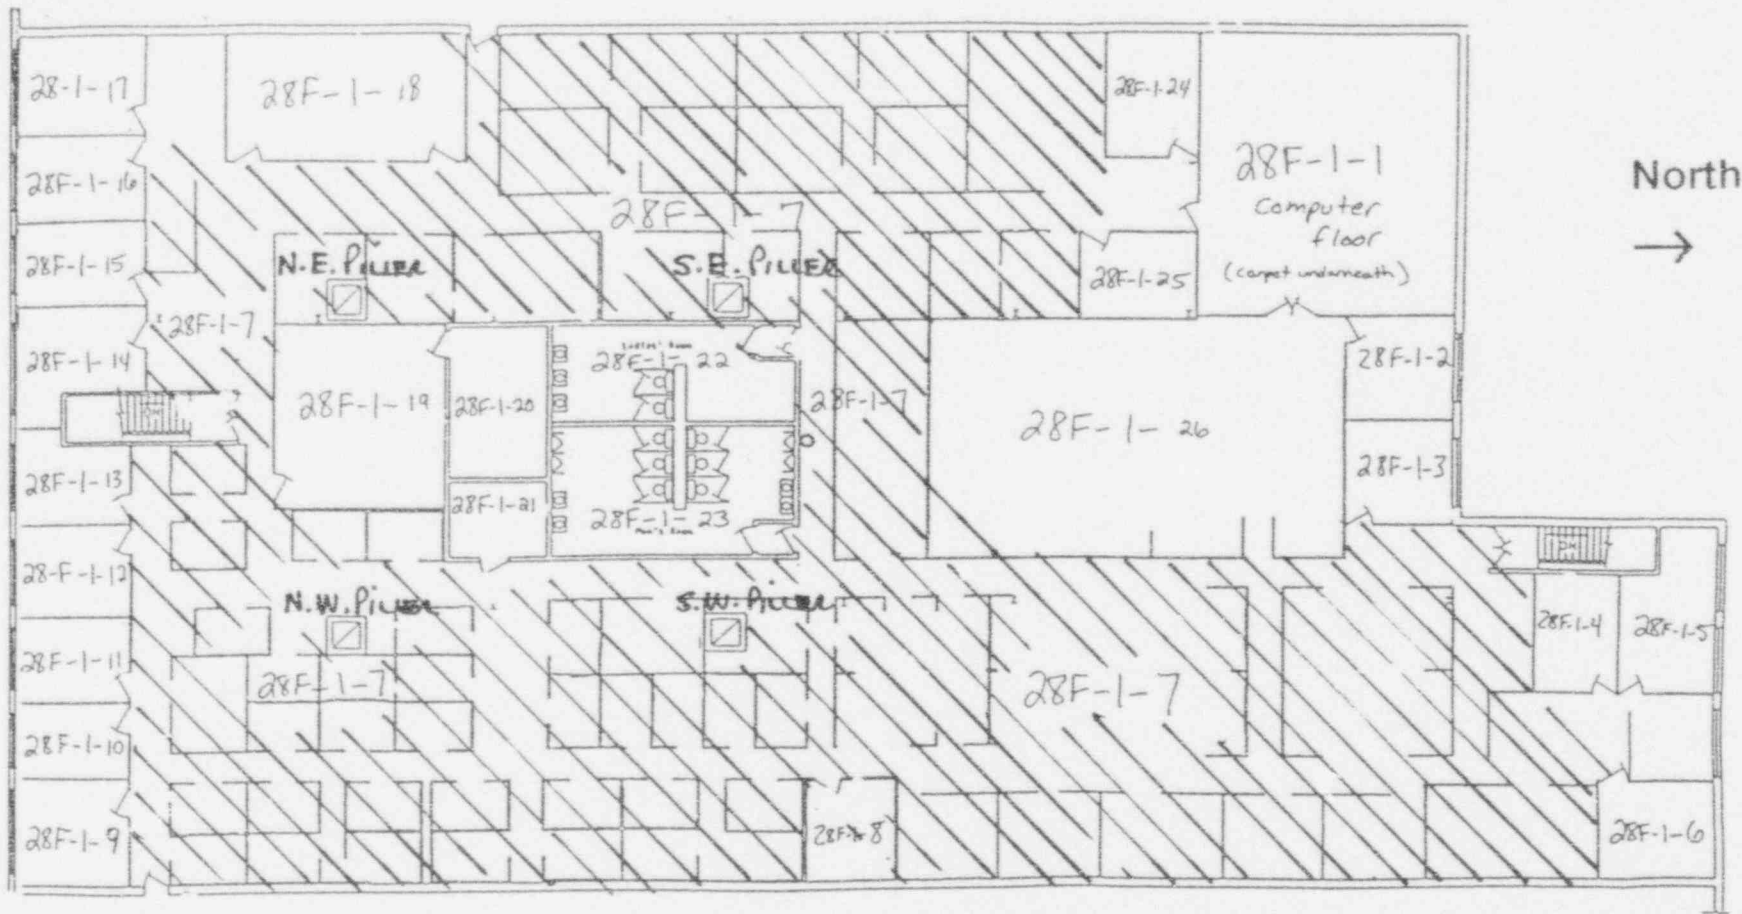 28-1-17
28F-1-18
28F-1-24
28F-1-1
Computer
floor
(carpet underneath)
North
28F-1-16
28F-1-7
28F-1-15
N.E. PILLER
S.E. PILLER
28F-1-25
28F-1-7
28F-1-14
Ladies' Room
28F-1-22
28F-1-2
28F-1-19
28F-1-20
28F-1-7
28F-1-26
28F-1-3
28F-1-13
28F-1-21
28F-1-23
Men's Room
28-F-1-12
N.W. PILLER
S.W. PILLER
28F-1-4
28F-1-5
28F-1-11
28F-1-7
28F-1-7
28F-1-10
28F-1-9
28F-1-8
28F-1-6